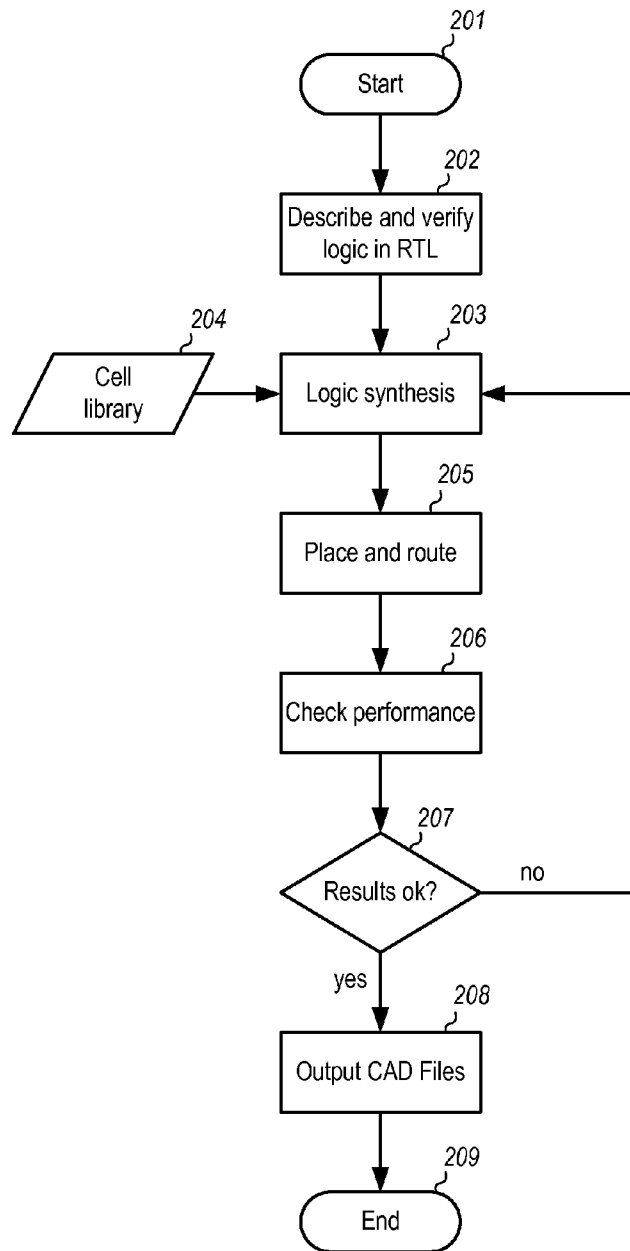 201
Start
202
Describe and verify
logic in RTL
204
203
Cell
library
Logic synthesis
205
Place and route
206
Check performance
207
Results ok?
no
yes
208
Output CAD Files
209
End